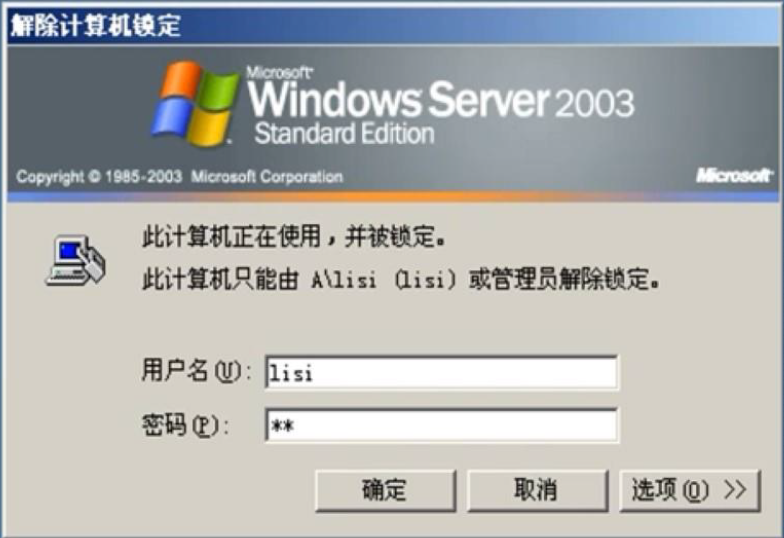 解除计算机锁定
Microsoft
Windows Server 2003
Standard Edition
Copyright © 1985-2003 Microsoft Corporation Microsoft
此计算机正在使用，并被锁定。
此计算机只能由 A\lisi (lisi) 或管理员解除锁定。
用户名(U): lisi
密码(P): **
确定 取消 选项(O) >>